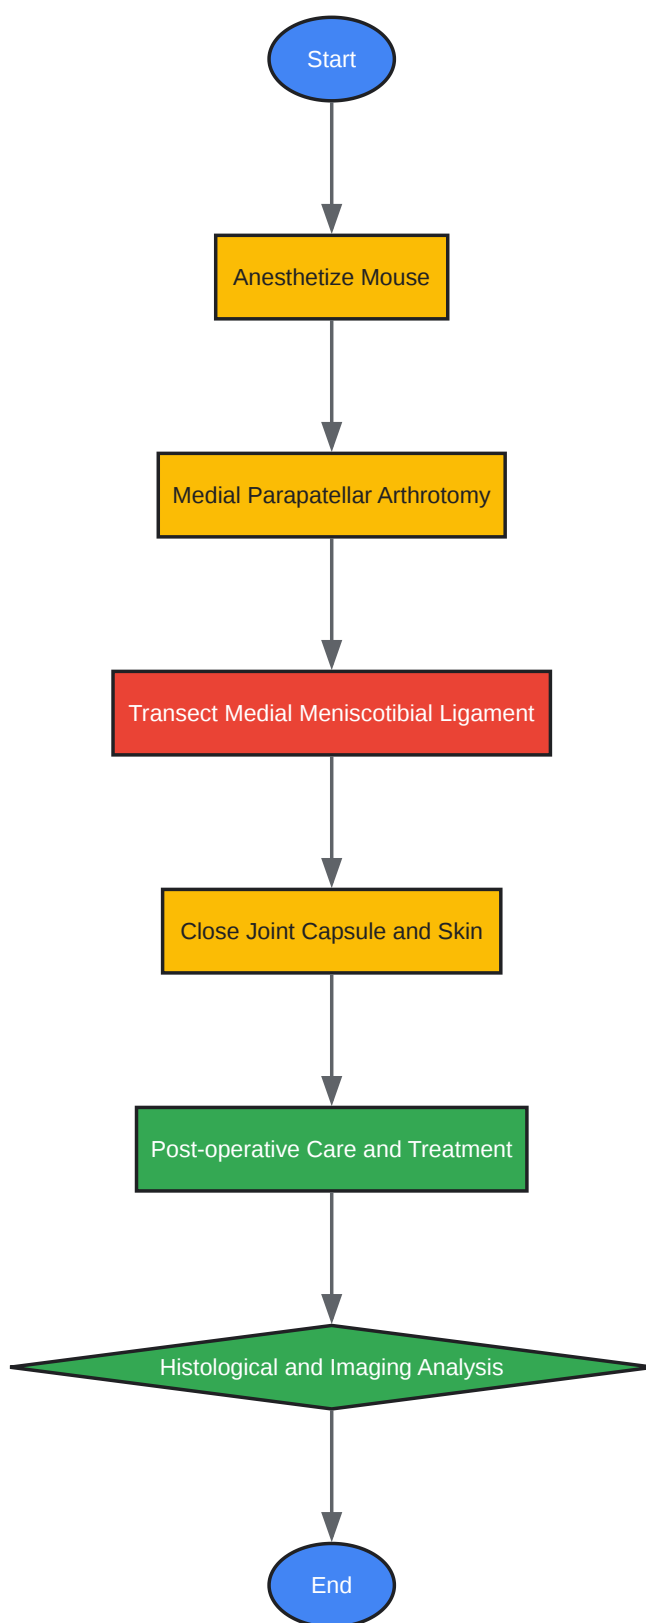 Start
Anesthetize Mouse
Medial Parapatellar Arthrotomy
Transect Medial Meniscotibial Ligament
Close Joint Capsule and Skin
Post-operative Care and Treatment
Histological and Imaging Analysis
End